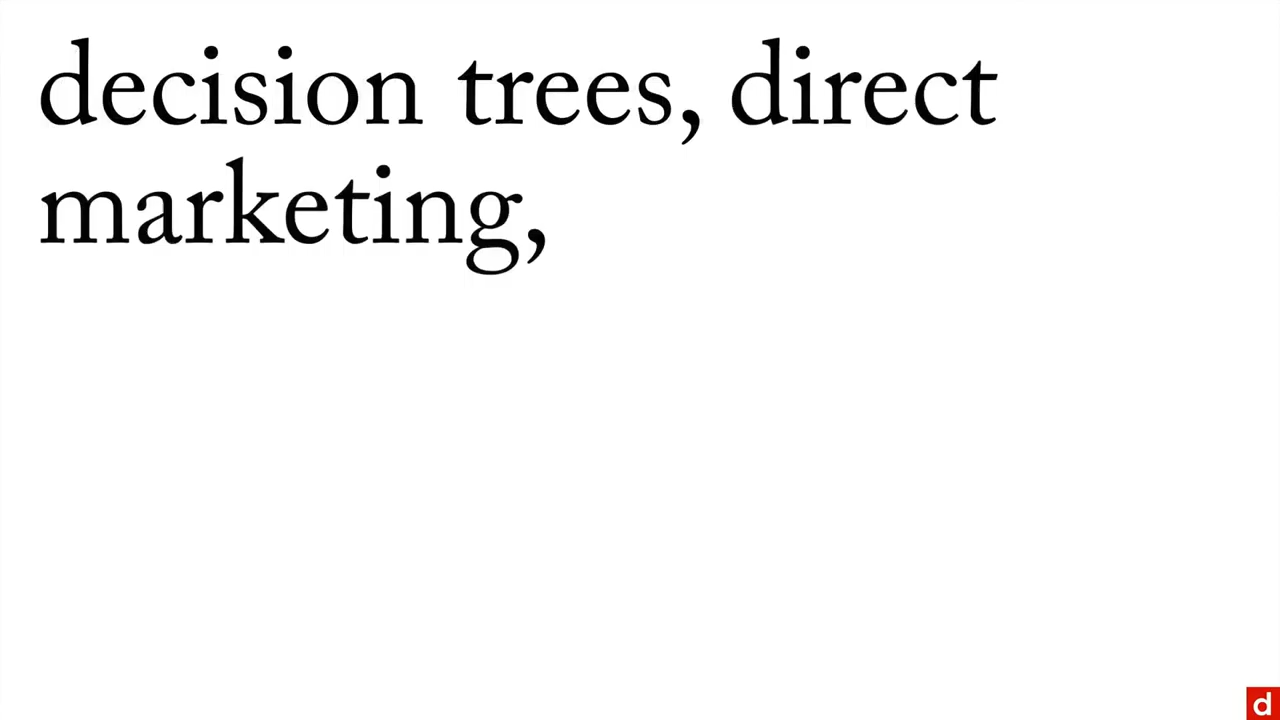 decision trees, direct
marketing,
d